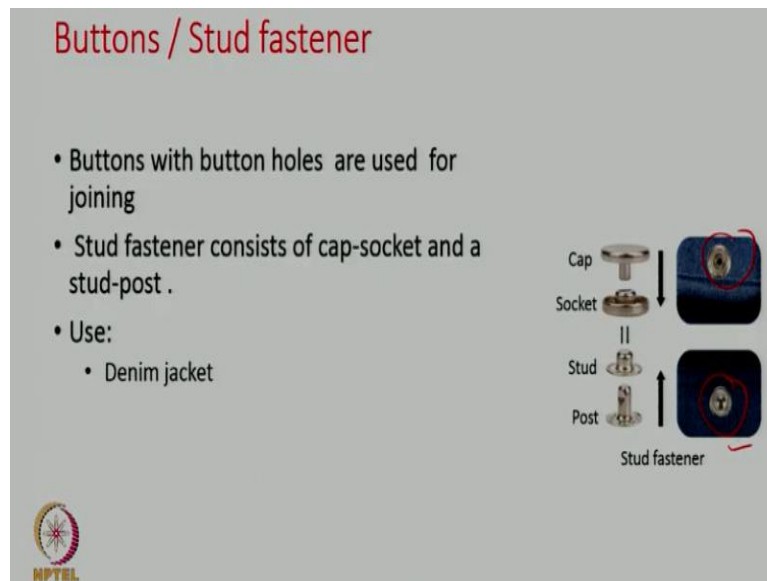 Buttons / Stud fastener
• Buttons with button holes are used for
joining
• Stud fastener consists of cap-socket and a
stud-post .
• Use:
• Denim jacket
Cap
Socket
Stud
Post
Stud fastener
NPTEL